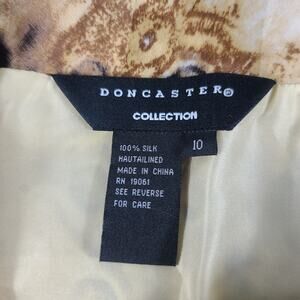 DONCASTER®
COLLECTION
10
100% SILK
HAUTAILINED
MADE IN CHINA
RN 19061
SEE REVERSE
FOR CARE